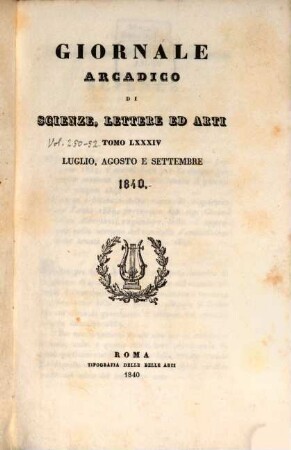 GIORNALE
ARCADICO
DI
SCIENZE, LETTERE ED ARTI
TOMO LXXXIV
Vol. 250-52
LUGLIO, AGOSTO E SETTEMBRE
1840.
ROMA
TIPOGRAFIA DELLE BELLE ARTI
1840